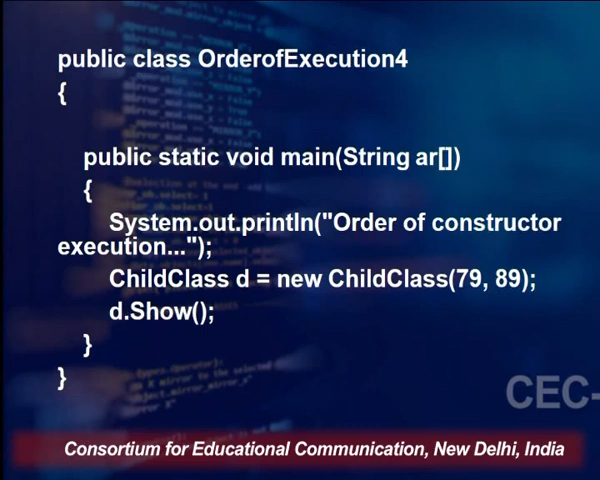 public class OrderofExecution4
{
public static void main(String ar[])
{
System.out.println("Order of constructor
execution...");
ChildClass d = new ChildClass(79, 89);
d.Show();
}
}
CEC-
Consortium for Educational Communication, New Delhi, India